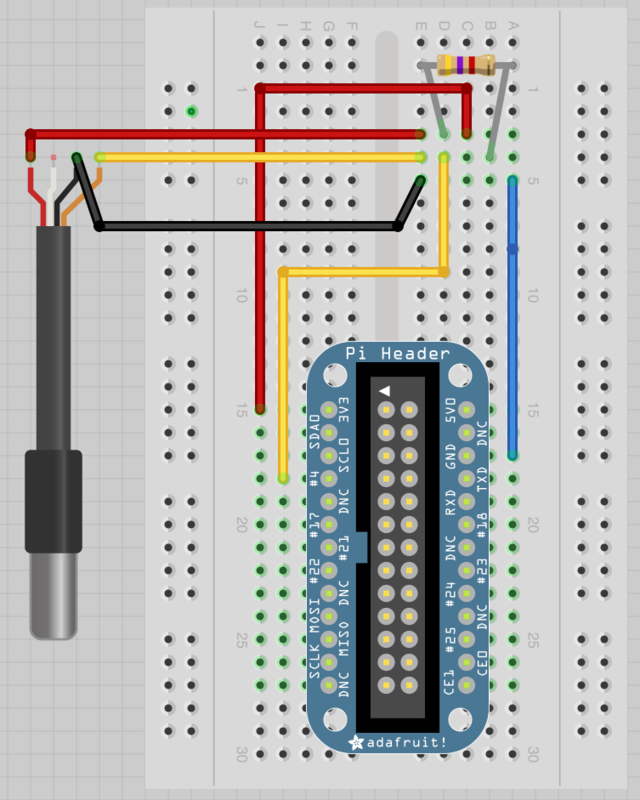 J I H G F E D C B A
1 1
5 5
10 10
Pi Header
15 15
3V3 5V0
SDA0 DNC
SCL0 GND
#4 TXD
DNC RXD
#17 #18
#21 DNC
#22 #23
DNC #24
MOSI DNC
MISO #25
SCLK CE0
DNC CE1
20 20
25 25
adafruit!
30 30